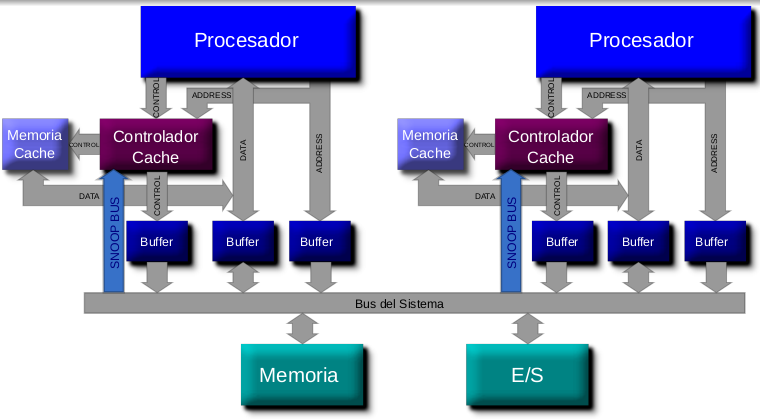 Procesador
Procesador
CONTROL
ADDRESS
CONTROL
ADDRESS
Memoria
Cache
CONTROL
Controlador
Cache
DATA
ADDRESS
Memoria
Cache
CONTROL
Controlador
Cache
DATA
ADDRESS
DATA
SNOOP BUS
CONTROL
DATA
SNOOP BUS
CONTROL
Buffer
Buffer
Buffer
Buffer
Buffer
Buffer
Bus del Sistema
Memoria
E/S